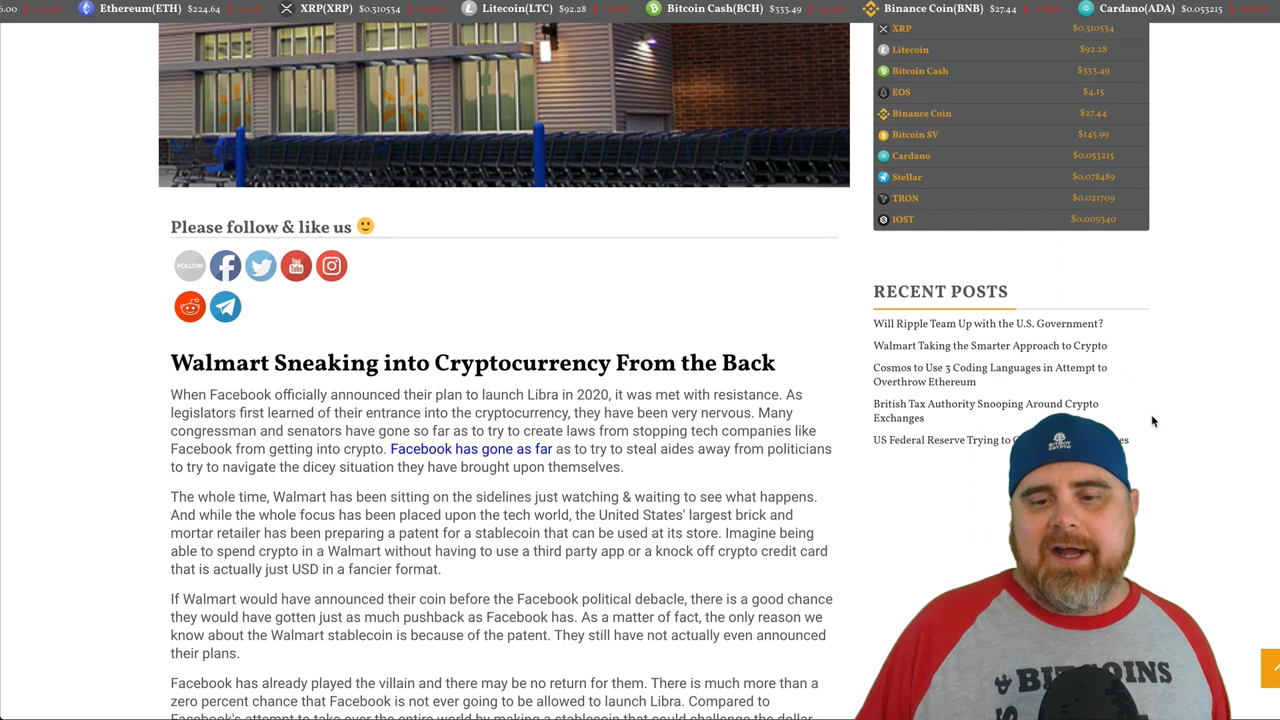 5.00 Ethereum(ETH) $224.64 XRP(XRP) $0.310534 Litecoin(LTC) $92.28 Bitcoin Cash(BCH) $333.49 Binance Coin(BNB) $27.44 Cardano(ADA) $0.053215
XRP $0.310534
Litecoin $92.28
Bitcoin Cash $333.49
EOS $4.15
Binance Coin $27.44
Bitcoin SV $145.99
Cardano $0.053215
Stellar $0.078489
TRON $0.021709
IOST $0.009340
Please follow & like us 🙂
FOLLOW
You
Tube
Walmart Sneaking into Cryptocurrency From the Back
When Facebook officially announced their plan to launch Libra in 2020, it was met with resistance. As
legislators first learned of their entrance into the cryptocurrency, they have been very nervous. Many
congressman and senators have gone so far as to try to create laws from stopping tech companies like
Facebook from getting into crypto. Facebook has gone as far as to try to steal aides away from politicians
to try to navigate the dicey situation they have brought upon themselves.
The whole time, Walmart has been sitting on the sidelines just watching & waiting to see what happens.
And while the whole focus has been placed upon the tech world, the United States' largest brick and
mortar retailer has been preparing a patent for a stablecoin that can be used at its store. Imagine being
able to spend crypto in a Walmart without having to use a third party app or a knock off crypto credit card
that is actually just USD in a fancier format.
If Walmart would have announced their coin before the Facebook political debacle, there is a good chance
they would have gotten just as much pushback as Facebook has. As a matter of fact, the only reason we
know about the Walmart stablecoin is because of the patent. They still have not actually even announced
their plans.
Facebook has already played the villain and there may be no return for them. There is much more than a
zero percent chance that Facebook is not ever going to be allowed to launch Libra. Compared to
Facebook's attempt to take over the entire world by making a stablecoin that could challenge the dollar
RECENT POSTS
Will Ripple Team Up with the U.S. Government?
Walmart Taking the Smarter Approach to Crypto
Cosmos to Use 3 Coding Languages in Attempt to
Overthrow Ethereum
British Tax Authority Snooping Around Crypto
Exchanges
US Federal Reserve Trying to
BITBOY
CRYPTO